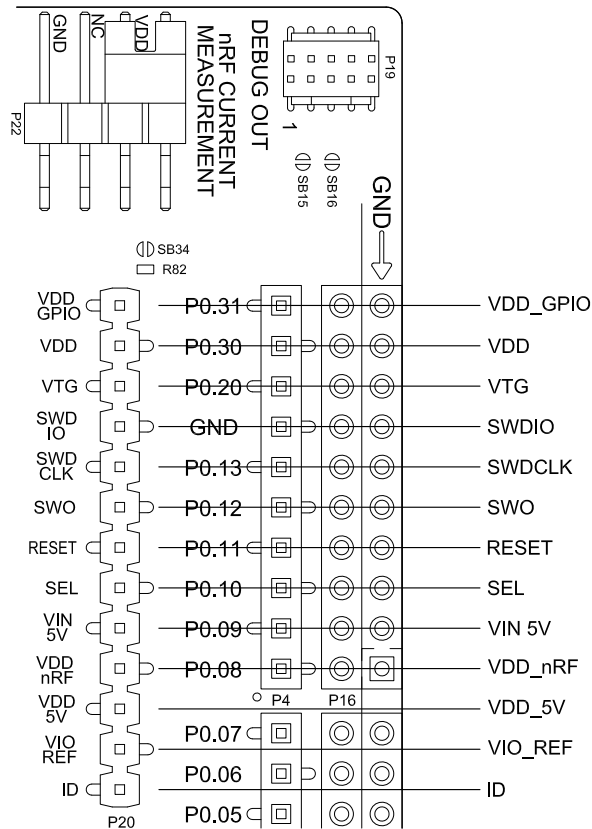 GND
NC
VDD
P22
nRF CURRENT
MEASUREMENT
DEBUG OUT
1
P19
SB15
SB16
GND
SB34
R82
VDD
GPIO
P0.31
VDD_GPIO
VDD
P0.30
VDD
VTG
P0.20
VTG
SWD
IO
GND
SWDIO
SWD
CLK
P0.13
SWDCLK
SWO
P0.12
SWO
RESET
P0.11
RESET
SEL
P0.10
SEL
VIN
5V
P0.09
VIN 5V
VDD
nRF
P0.08
VDD_nRF
P4
P16
VDD
5V
VDD_5V
P0.07
VIO
REF
VIO_REF
P0.06
ID
ID
P0.05
P20